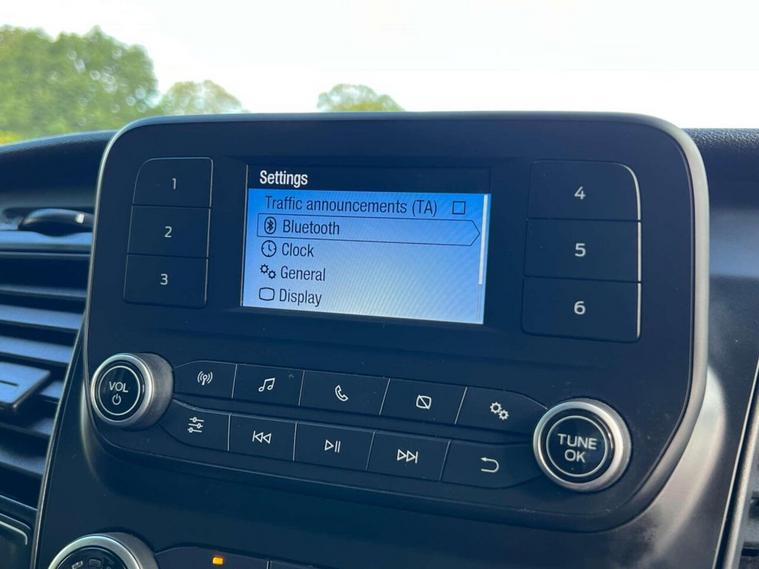 Settings
Traffic announcements (TA)
Bluetooth
Clock
General
Display
1
2
3
4
5
6
VOL
TUNE
OK